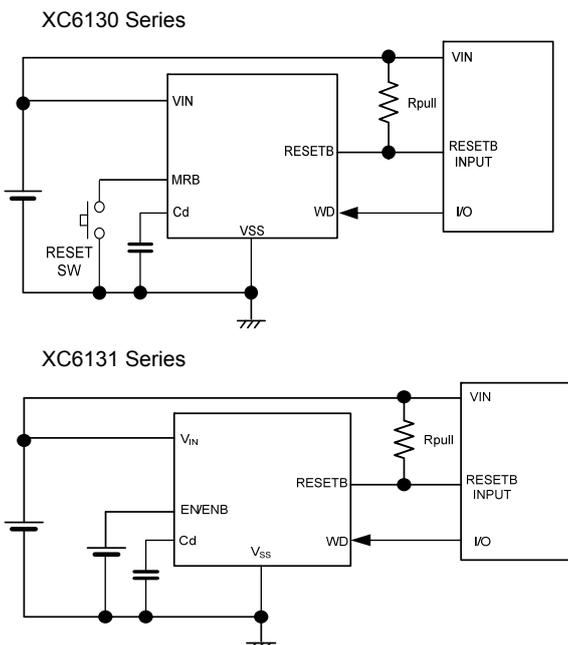 XC6130 Series
VIN
VIN
Rpull
RESETB
RESETB
INPUT
MRB
Cd
WD
I/O
VSS
RESET
SW
XC6131 Series
VIN
VIN
Rpull
RESETB
RESETB
INPUT
EN/ENB
Cd
WD
I/O
VSS